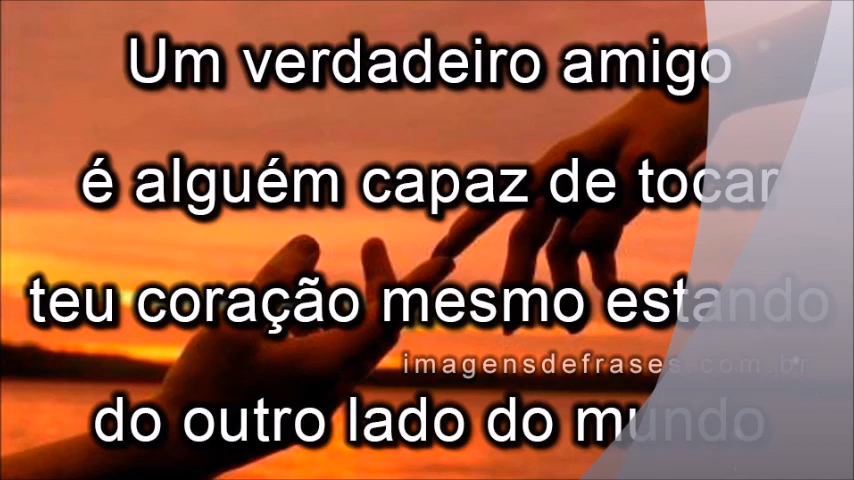 Um verdadeiro amigo
é alguém capaz de tocar
teu coração mesmo estando
imagensdefrases.com.br
do outro lado do mundo